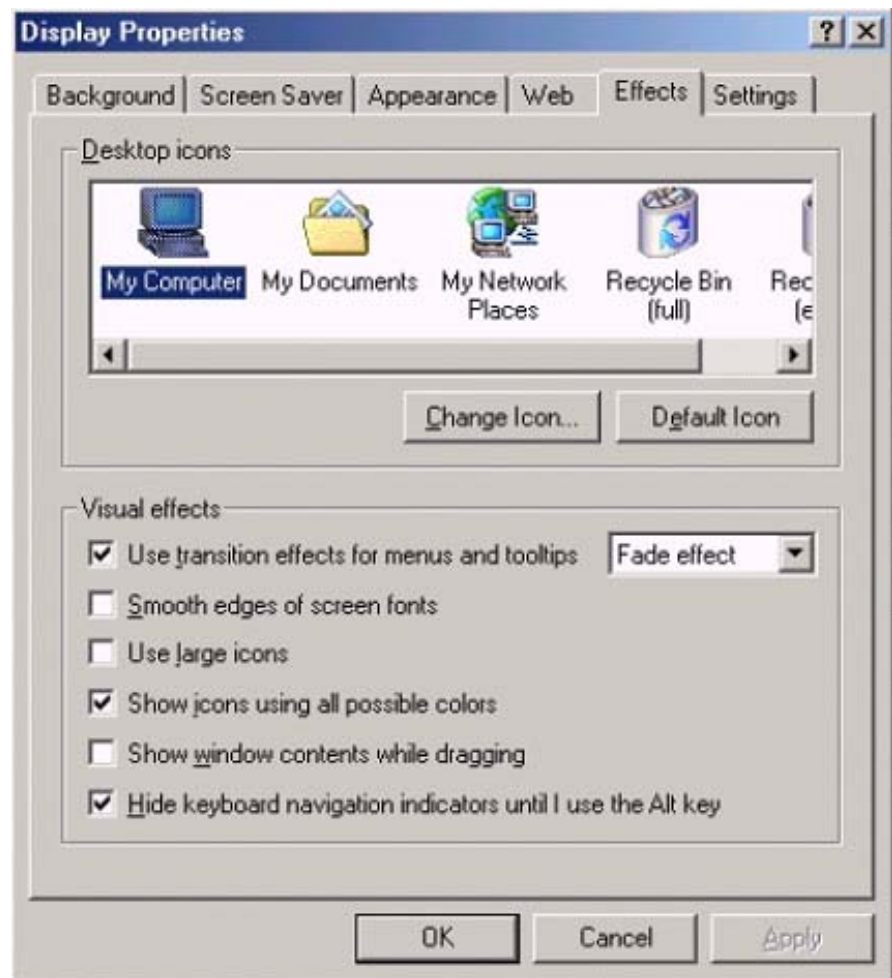 Display Properties
Background Screen Saver Appearance Web Effects Settings
Desktop icons
My Computer My Documents My Network Places Recycle Bin (full) Rec (e
Change Icon... Default Icon
Visual effects
Use transition effects for menus and tooltips Fade effect
Smooth edges of screen fonts
Use large icons
Show icons using all possible colors
Show window contents while dragging
Hide keyboard navigation indicators until I use the Alt key
OK Cancel Apply